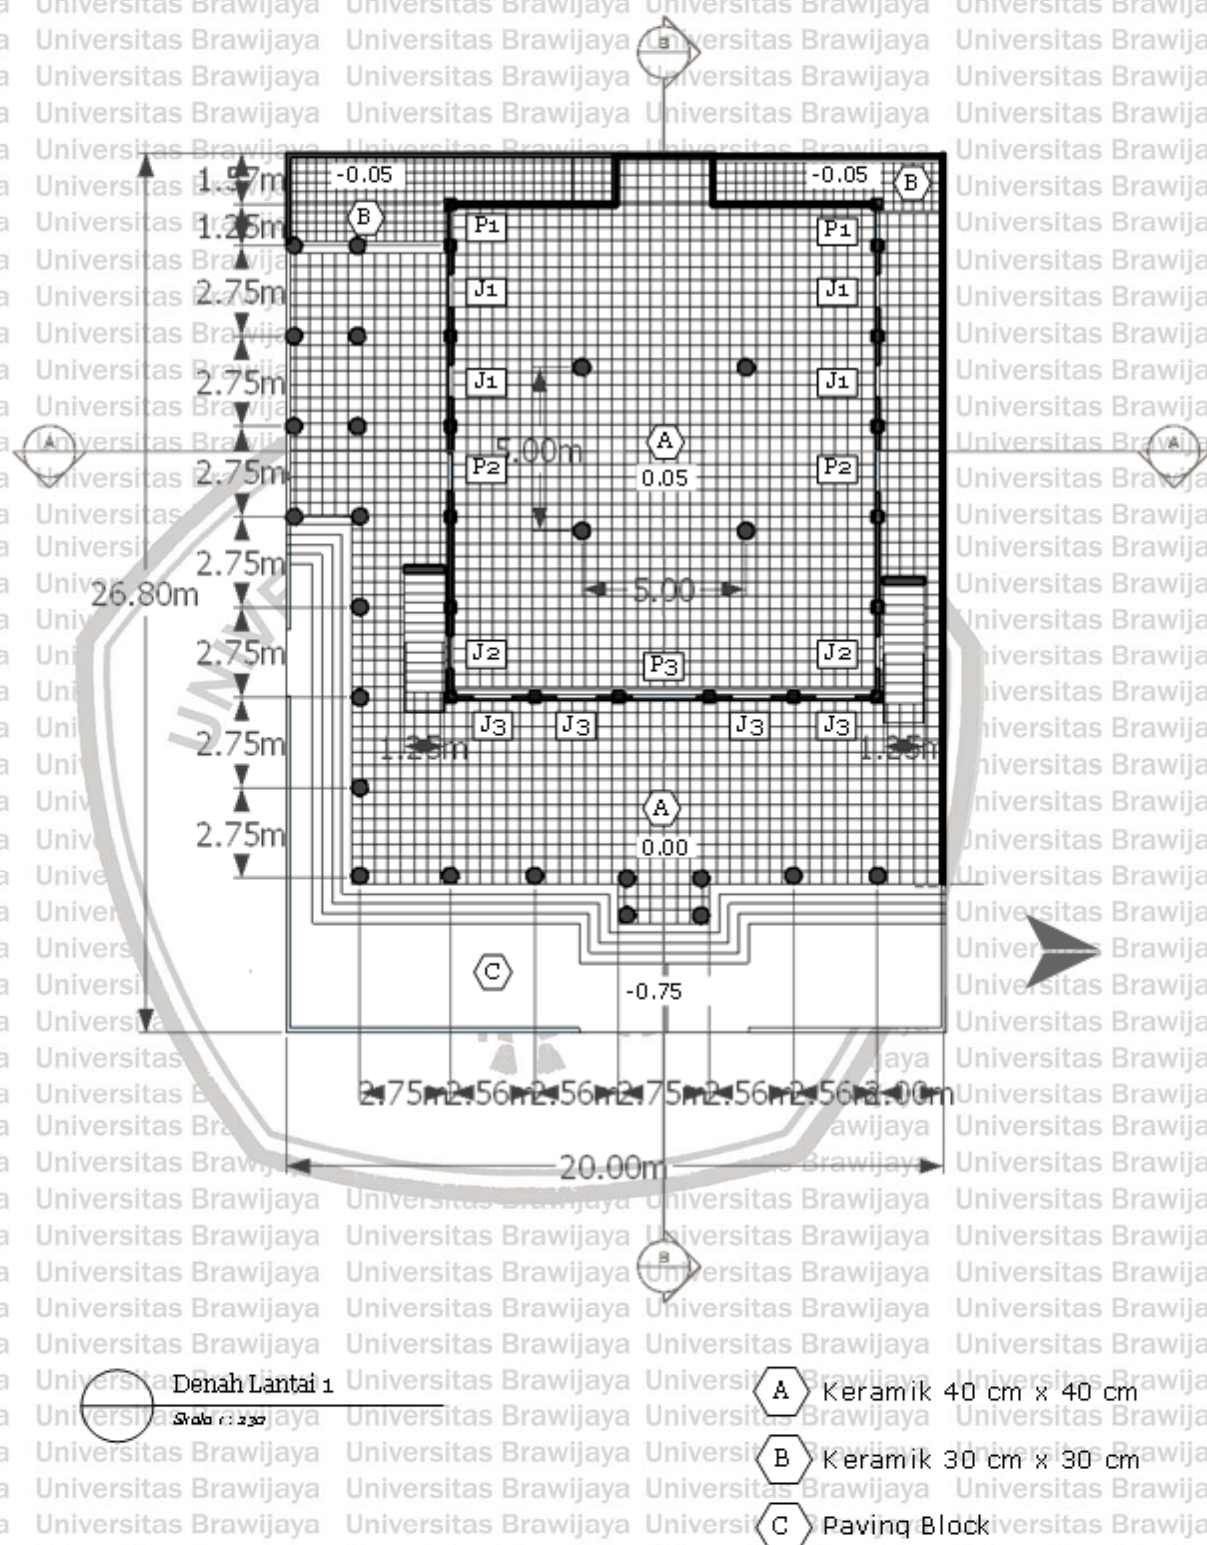 Universitas Brawijaya
B
-0.05
-0.05
B
B
1.25m
P1
P1
2.75m
J1
J1
2.75m
J1
J1
A
5.00m
A
A
2.75m
P2
0.05
P2
2.75m
26.80m
5.00
2.75m
J2
P3
J2
UNIVE
2.75m
J3
J3
J3
J3
1.25m
1.25m
2.75m
A
0.00
C
-0.75
2.75m 2.56m 2.56m 2.75m 2.56m 2.56m 2.00m
20.00m
B
Denah Lantai 1
A Keramik 40 cm x 40 cm
B Keramik 30 cm x 30 cm
C Paving Block